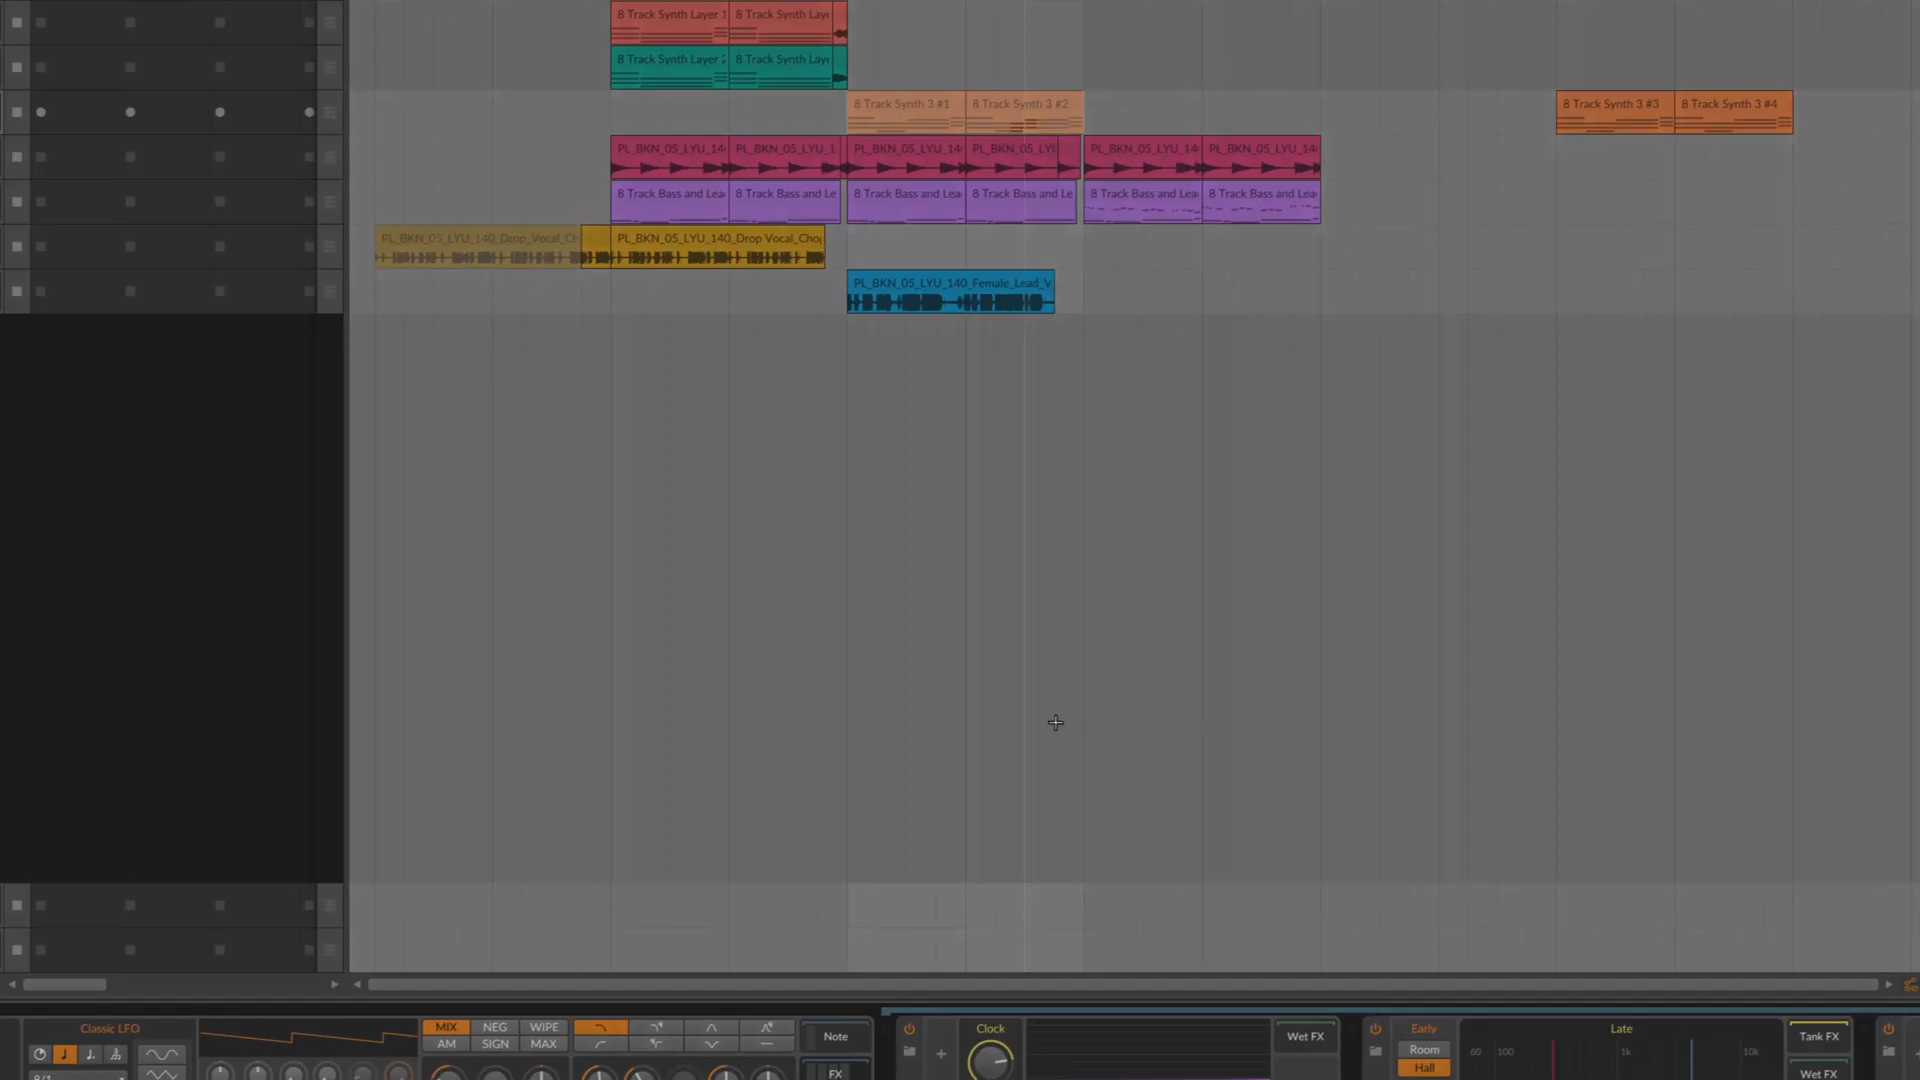 8 Track Synth Layer 1 8 Track Synth Laye
8 Track Synth Layer 2 8 Track Synth Laye
8 Track Synth 3 #1 8 Track Synth 3 #2 8 Track Synth 3 #3 8 Track Synth 3 #4
PL_BKN_05_LYU_14 PL_BKN_05_LYU_1 PL_BKN_05_LYU_14 PL_BKN_05_LYU PL_BKN_05_LYU_14 PL_BKN_05_LYU_14
8 Track Bass and Lea 8 Track Bass and Le 8 Track Bass and Lea 8 Track Bass and Le 8 Track Bass and Lea 8 Track Bass and Lea
PL_BKN_05_LYU_140_Drop_Vocal_Ch PL_BKN_05_LYU_140_Drop Vocal_Chop
PL_BKN_05_LYU_140_Female_Lead_V
Classic LFO MIX NEG WIPE Note Clock Wet FX Early Late Tank FX
AM SIGN MAX Room 60 100 1k 10k
Hall
FX Wet FX